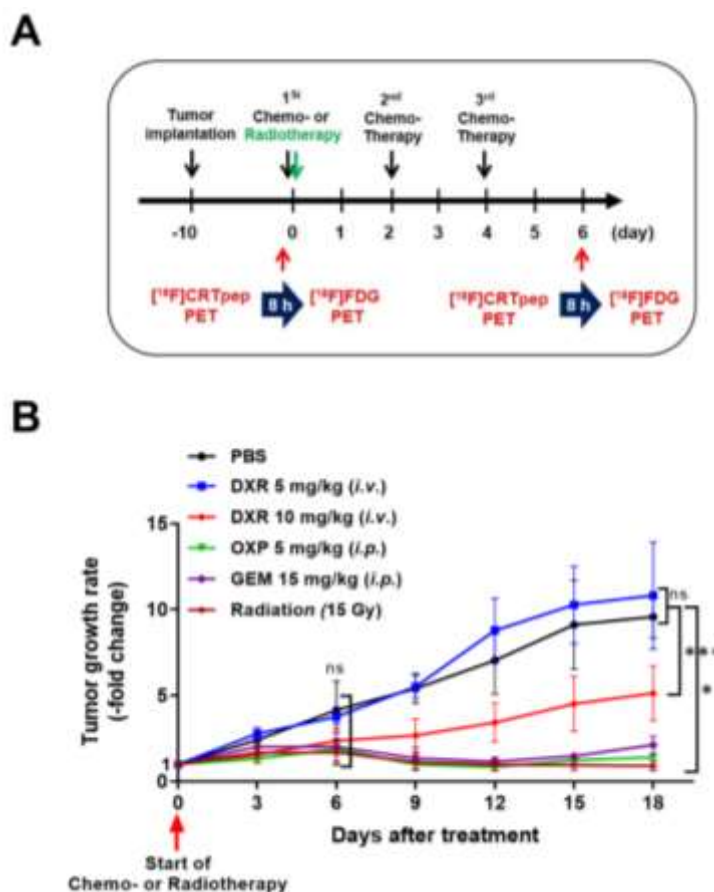 A
Tumor
implantation
1st
Chemo- or
Radiotherapy
2nd
Chemo-
Therapy
3rd
Chemo-
Therapy
-10 0 1 2 3 4 5 6 (day)
[18F]CRTpep
PET
8 h
[18F]FDG
PET
[18F]CRTpep
PET
8 h
[18F]FDG
PET
B
PBS
DXR 5 mg/kg (i.v.)
DXR 10 mg/kg (i.v.)
OXP 5 mg/kg (i.p.)
GEM 15 mg/kg (i.p.)
Radiation (15 Gy)
Tumor growth rate
(-fold change)
15
10
5
1
0
ns
ns
0 3 6 9 12 15 18
Days after treatment
Start of
Chemo- or Radiotherapy